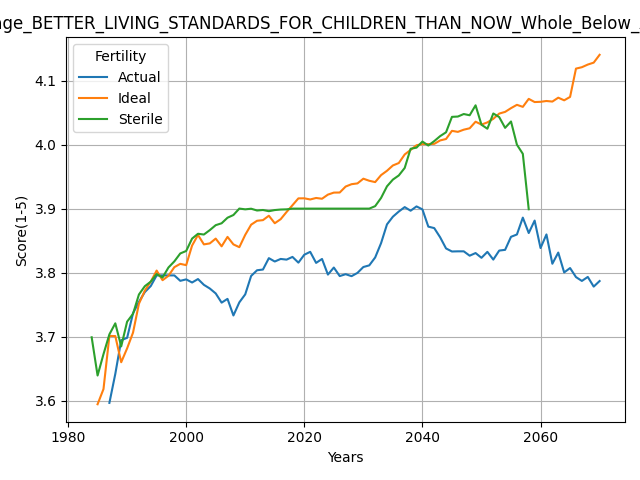 ge_BETTER_LIVING_STANDARDS_FOR_CHILDREN_THAN_NOW_Whole_Below_
Fertility
Actual
Ideal
Sterile
Score(1-5)
4.1
4.0
3.9
3.8
3.7
3.6
1980 2000 2020 2040 2060
Years